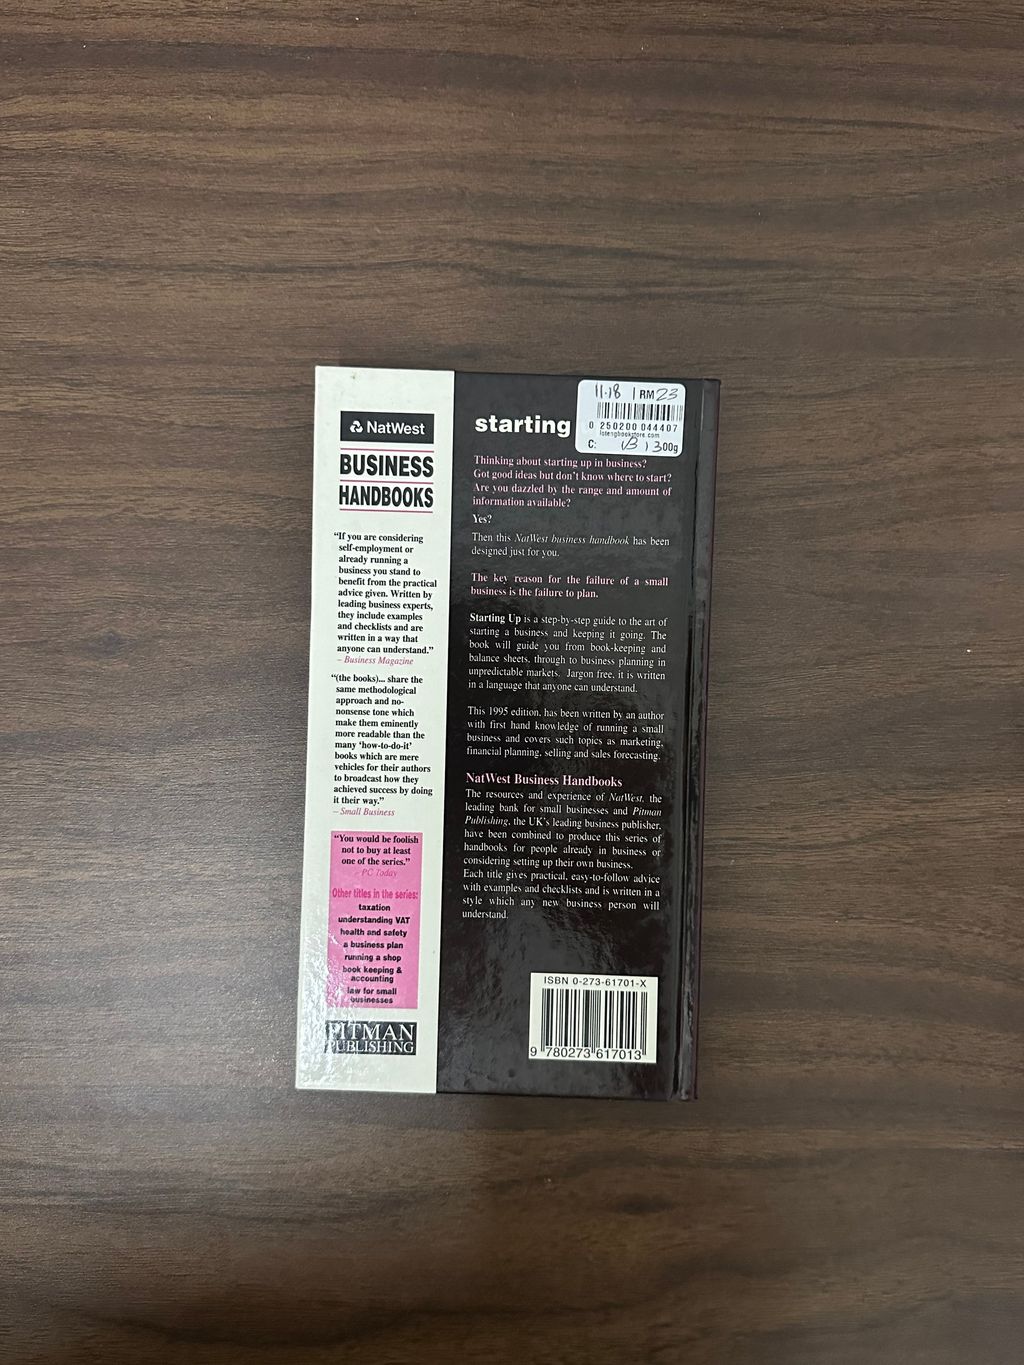 NatWest
BUSINESS
HANDBOOKS
“If you are considering
self-employment or
already running a
business you stand to
benefit from the practical
advice given. Written by
leading business experts,
they include examples
and checklists and are
written in a way that
anyone can understand.”
– Business Magazine
“(the books)... share the
same methodological
approach and no-
nonsense tone which
make them eminently
more readable than the
many ‘how-to-do-it’
books which are mere
vehicles for their authors
to broadcast how they
achieved success by doing
it their way.”
– Small Business
“You would be foolish
not to buy at least
one of the series.”
– PC Today
Other titles in the series:
taxation
understanding VAT
health and safety
a business plan
running a shop
book keeping &
accounting
law for small
businesses
PITMAN
PUBLISHING
starting
11.18 | RM 23
0 250200 044407
C: (B) 300g
Thinking about starting up in business?
Got good ideas but don’t know where to start?
Are you dazzled by the range and amount of
information available?
Yes?
Then this NatWest business handbook has been
designed just for you.
The key reason for the failure of a small
business is the failure to plan.
Starting Up is a step-by-step guide to the art of
starting a business and keeping it going. The
book will guide you from book-keeping and
balance sheets, through to business planning in
unpredictable markets. Jargon free, it is written
in a language that anyone can understand.
This 1995 edition, has been written by an author
with first hand knowledge of running a small
business and covers such topics as marketing,
financial planning, selling and sales forecasting.
NatWest Business Handbooks
The resources and experience of NatWest, the
leading bank for small businesses and Pitman
Publishing, the UK’s leading business publisher,
have been combined to produce this series of
handbooks for people already in business or
considering setting up their own business.
Each title gives practical, easy-to-follow advice
with examples and checklists and is written in a
style which any new business person will
understand.
ISBN 0-273-61701-X
9 780273 617013